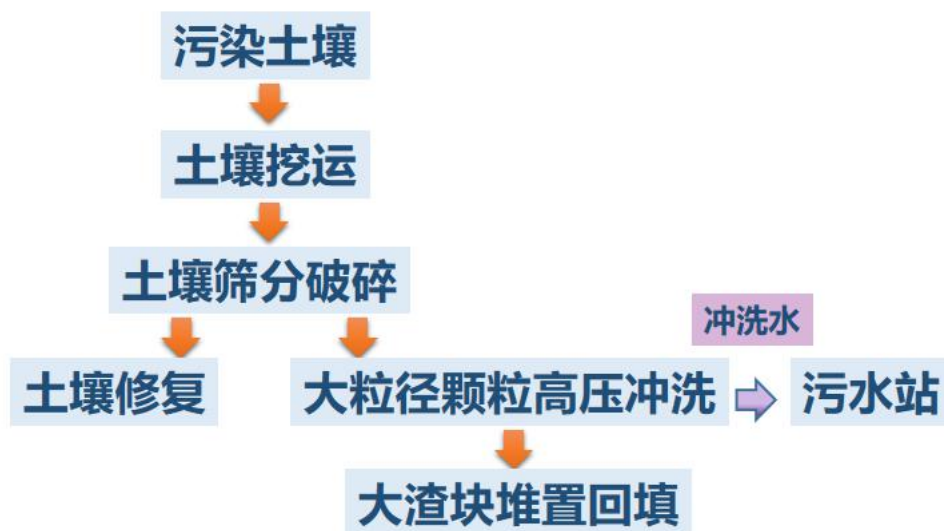 污染土壤
土壤挖运
土壤筛分破碎
冲洗水
土壤修复
大粒径颗粒高压冲洗
污水站
大渣块堆置回填